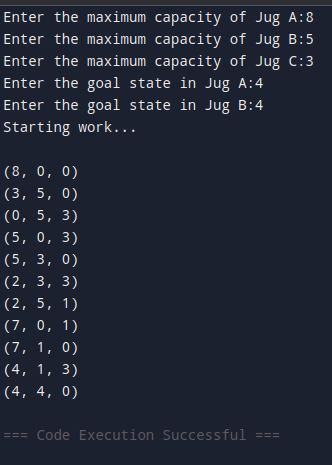 Enter the maximum capacity of Jug A:8
Enter the maximum capacity of Jug B:5
Enter the maximum capacity of Jug C:3
Enter the goal state in Jug A:4
Enter the goal state in Jug B:4
Starting work...
(8, 0, 0)
(3, 5, 0)
(0, 5, 3)
(5, 0, 3)
(5, 3, 0)
(2, 3, 3)
(2, 5, 1)
(7, 0, 1)
(7, 1, 0)
(4, 1, 3)
(4, 4, 0)
=== Code Execution Successful ===